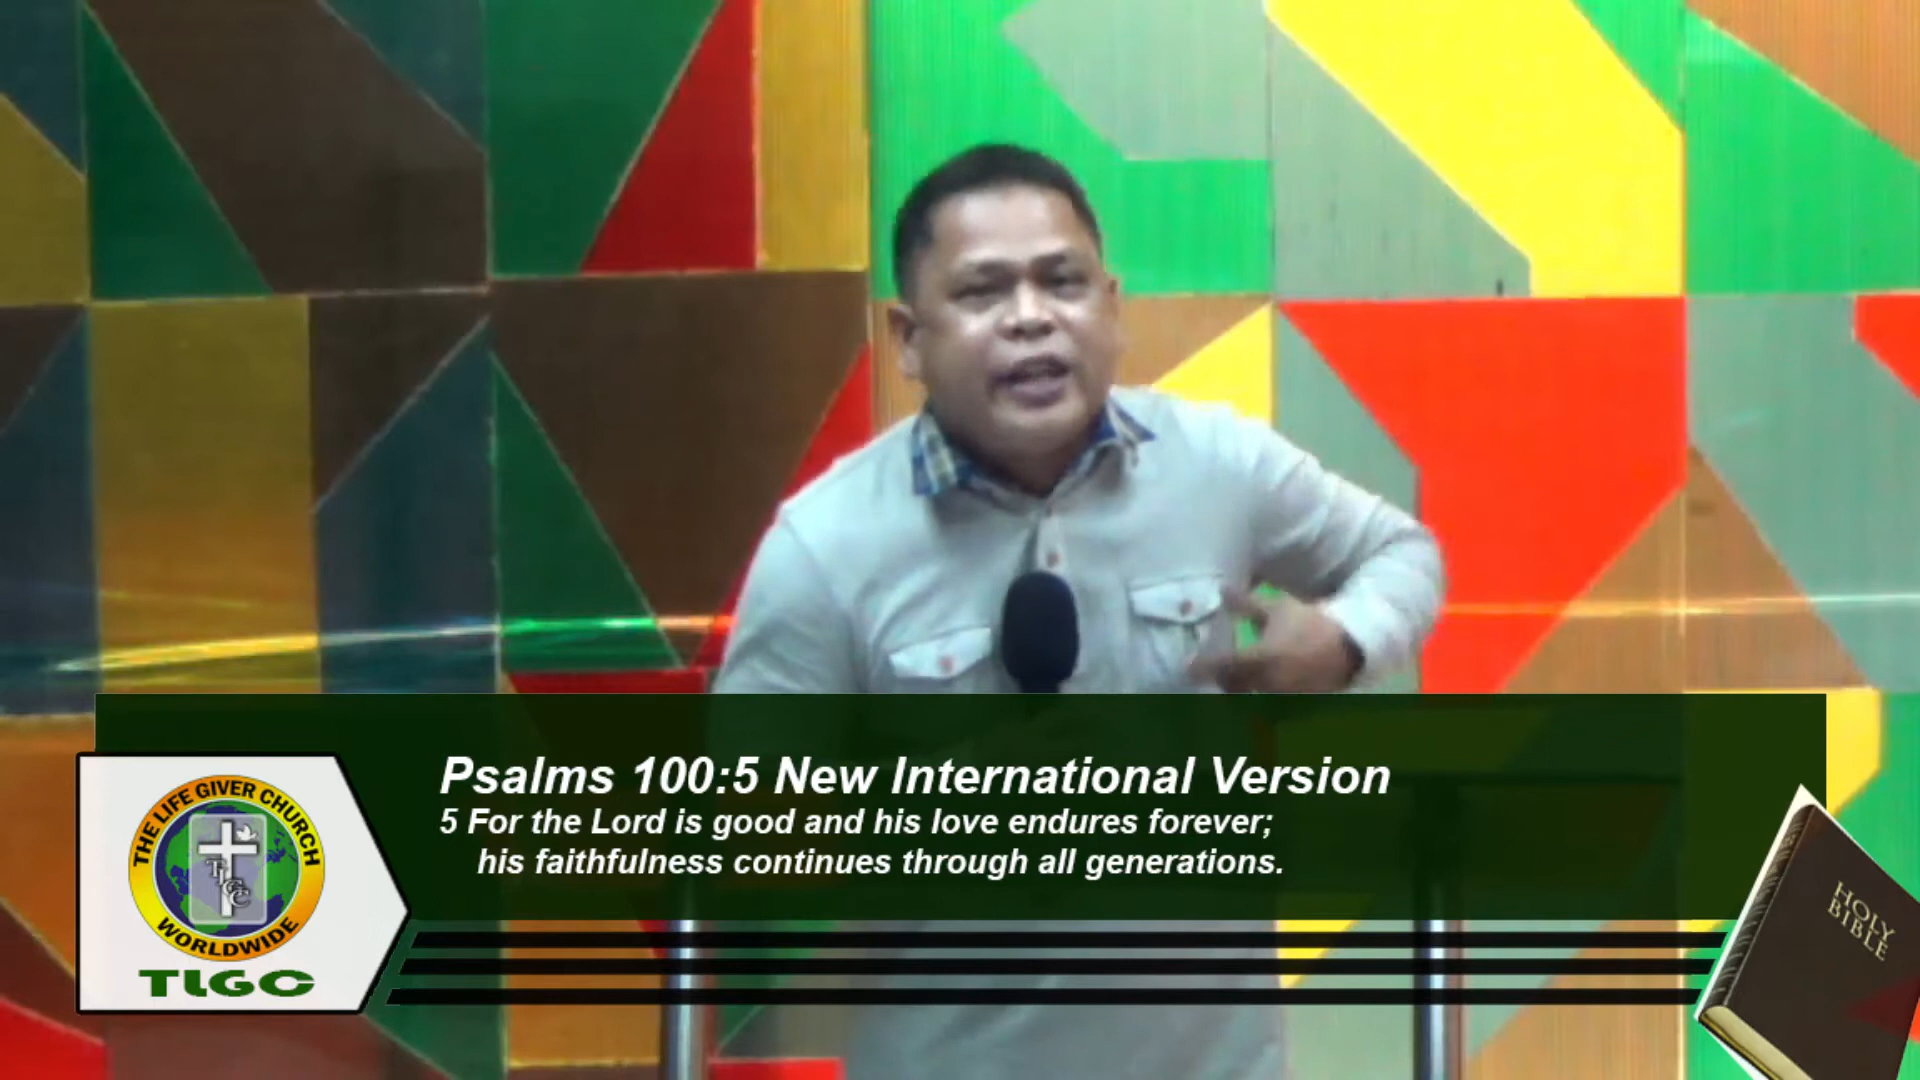 Psalms 100:5 New International Version
5 For the Lord is good and his love endures forever;
his faithfulness continues through all generations.
THE LIFE GIVER CHURCH
TLGC
WORLDWIDE
TLGC
HOLY
BIBLE